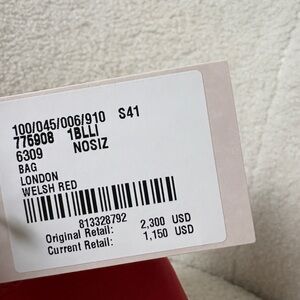 100/045/006/910 S41
775908 1BLLI
6309 NOSIZ
BAG
LONDON
WELSH RED
813328792
Original Retail: 2,300 USD
Current Retail: 1,150 USD